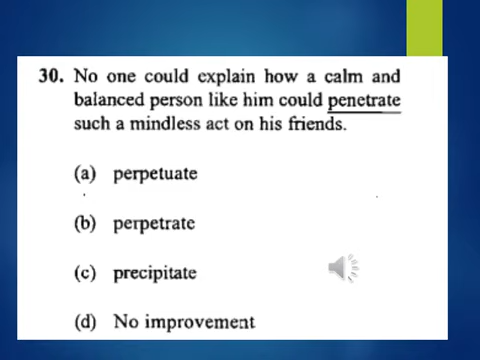 30. No one could explain how a calm and
balanced person like him could penetrate
such a mindless act on his friends.
(a) perpetuate
(b) perpetrate
(c) precipitate
(d) No improvement